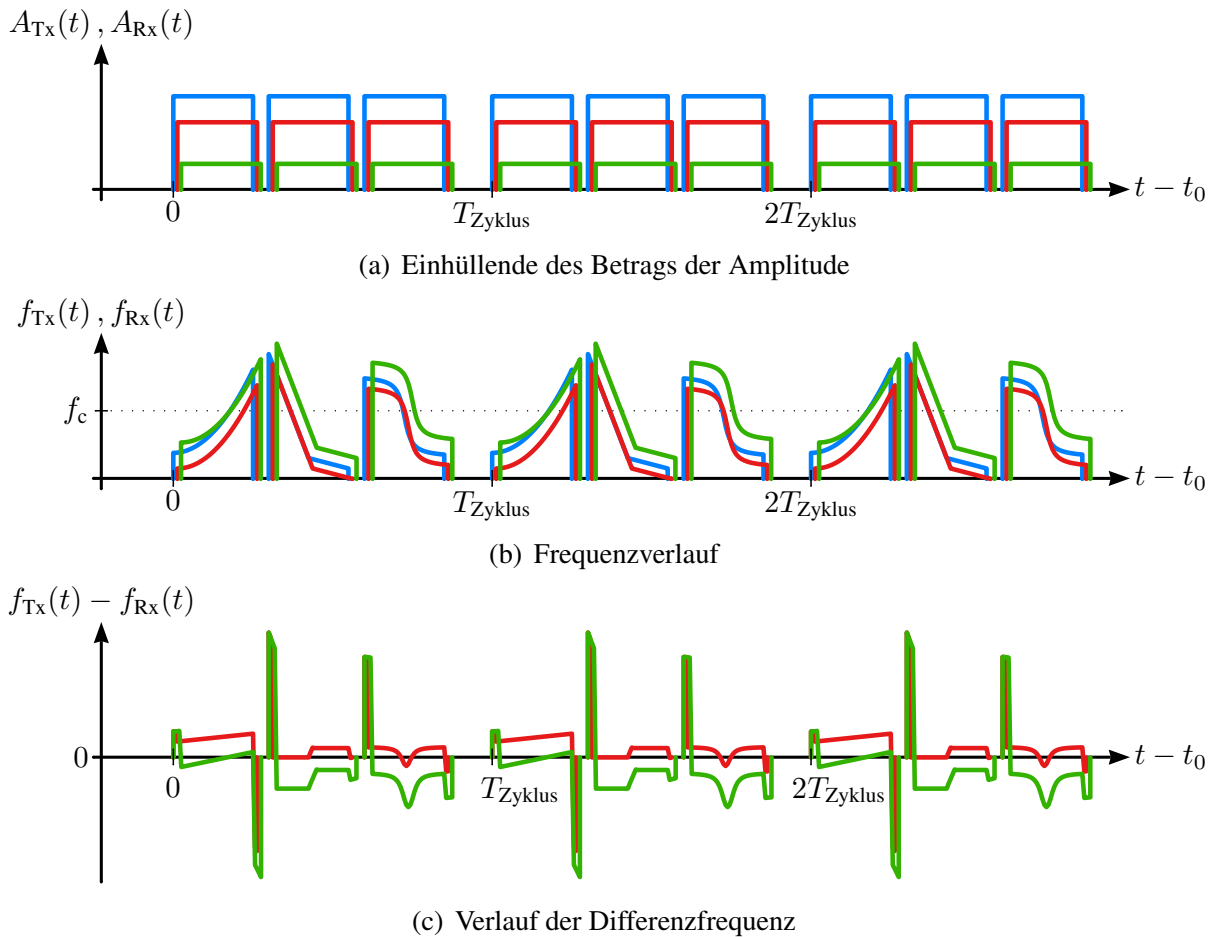 A_Tx(t) , A_Rx(t)
t − t_0
0 T_Zyklus 2T_Zyklus
(a) Einhüllende des Betrags der Amplitude
f_Tx(t) , f_Rx(t)
f_c
t − t_0
0 T_Zyklus 2T_Zyklus
(b) Frequenzverlauf
f_Tx(t) − f_Rx(t)
0
t − t_0
0 T_Zyklus 2T_Zyklus
(c) Verlauf der Differenzfrequenz